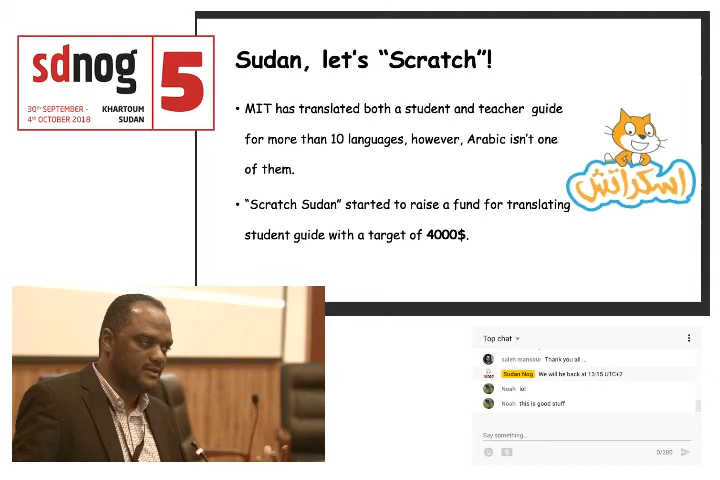 sdnog 5
30TH SEPTEMBER -
4TH OCTOBER 2018
KHARTOUM
SUDAN
Sudan, let's “Scratch”!
• MIT has translated both a student and teacher guide
for more than 10 languages, however, Arabic isn't one
of them.
• “Scratch Sudan” started to raise a fund for translating
student guide with a target of 4000$.
اسكراتش
Top chat
saleh mansour Thank you all ...
Sudan Nog We will be back at 13:15 UTC+2
Noah lol
Noah this is good stuff
Say something...
0/200